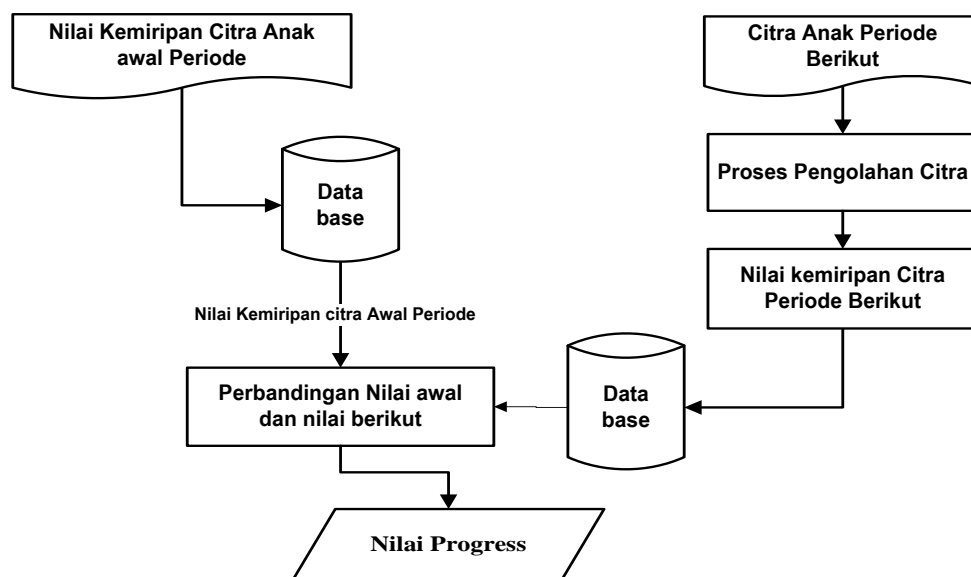 Nilai Kemiripan Citra Anak
awal Periode
Citra Anak Periode
Berikut
Proses Pengolahan Citra
Data
base
Nilai kemiripan Citra
Periode Berikut
Nilai Kemiripan citra Awal Periode
Perbandingan Nilai awal
dan nilai berikut
Data
base
Nilai Progress